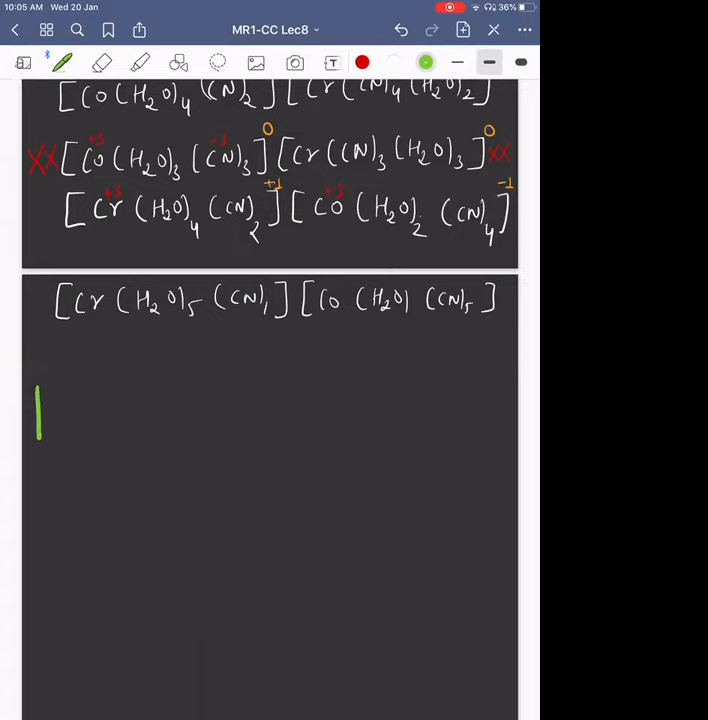 10:05 AM Wed 20 Jan
36%
MR1-CC Lec8
[Co (H2O)4 (CN)2] [Cr (CN)4 (H2O)2]
XX [Co (H2O)3 (CN)3]0 [Cr (CN)3 (H2O)3]0 XX
+3 -3
[Cr (H2O)4 (CN)2]+1 [CO (H2O)2 (CN)4]-1
+3 +3
[Cr (H2O)5 (CN)1] [Co (H2O) (CN)5]